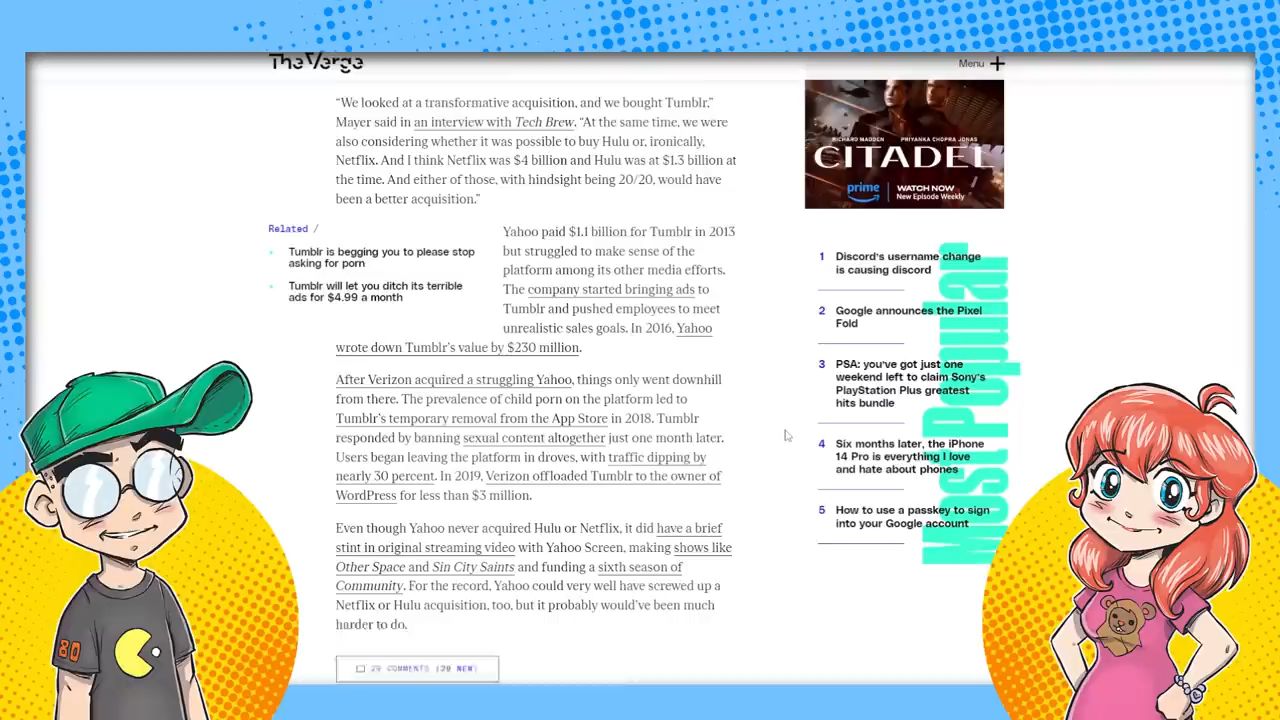 The Verge
Menu
“We looked at a transformative acquisition, and we bought Tumblr,”
Mayer said in an interview with Tech Brew. “At the same time, we were
also considering whether it was possible to buy Hulu or, ironically,
Netflix. And I think Netflix was $4 billion and Hulu was at $1.3 billion at
the time. And either of those, with hindsight being 20/20, would have
been a better acquisition.”
Related /
Tumblr is begging you to please stop
asking for porn
Tumblr will let you ditch its terrible
ads for $4.99 a month
Yahoo paid $1.1 billion for Tumblr in 2013
but struggled to make sense of the
platform among its other media efforts.
The company started bringing ads to
Tumblr and pushed employees to meet
unrealistic sales goals. In 2016, Yahoo
wrote down Tumblr’s value by $230 million.
After Verizon acquired a struggling Yahoo, things only went downhill
from there. The prevalence of child porn on the platform led to
Tumblr’s temporary removal from the App Store in 2018. Tumblr
responded by banning sexual content altogether just one month later.
Users began leaving the platform in droves, with traffic dipping by
nearly 30 percent. In 2019, Verizon offloaded Tumblr to the owner of
WordPress for less than $3 million.
Even though Yahoo never acquired Hulu or Netflix, it did have a brief
stint in original streaming video with Yahoo Screen, making shows like
Other Space and Sin City Saints and funding a sixth season of
Community. For the record, Yahoo could very well have screwed up a
Netflix or Hulu acquisition, too, but it probably would’ve been much
harder to do.
COMMENTS
RICHARD MADDEN PRIYANKA CHOPRA JONAS
CITADEL
prime
WATCH NOW
New Episode Weekly
Most Popular
1 Discord’s username change
is causing discord
2 Google announces the Pixel
Fold
3 PSA: you’ve got just one
weekend left to claim Sony’s
PlayStation Plus greatest
hits bundle
4 Six months later, the iPhone
14 Pro is everything I love
and hate about phones
5 How to use a passkey to sign
into your Google account
80